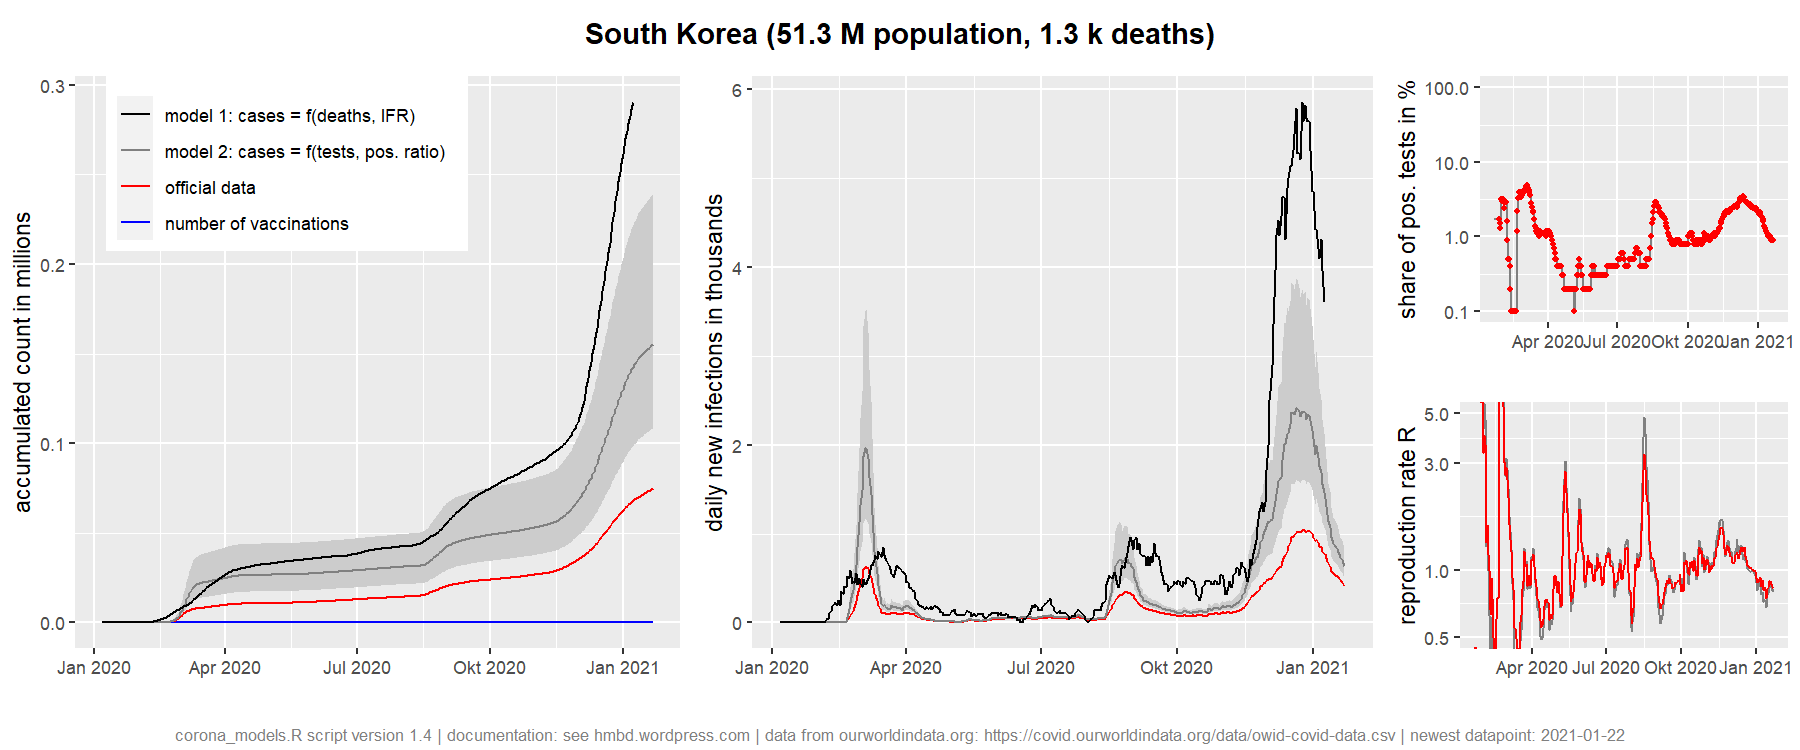 South Korea (51.3 M population, 1.3 k deaths)
accumulated count in millions
0.3
0.2
0.1
0.0
model 1: cases = f(deaths, IFR)
model 2: cases = f(tests, pos. ratio)
official data
number of vaccinations
Jan 2020 Apr 2020 Jul 2020 Okt 2020 Jan 2021
daily new infections in thousands
6
4
2
0
Jan 2020 Apr 2020 Jul 2020 Okt 2020 Jan 2021
share of pos. tests in %
100.0
10.0
1.0
0.1
Apr 2020 Jul 2020 Okt 2020 Jan 2021
reproduction rate R
5.0
3.0
1.0
0.5
Apr 2020 Jul 2020 Okt 2020 Jan 2021
corona_models.R script version 1.4 | documentation: see hmbd.wordpress.com | data from ourworldindata.org: https://covid.ourworldindata.org/data/owid-covid-data.csv | newest datapoint: 2021-01-22